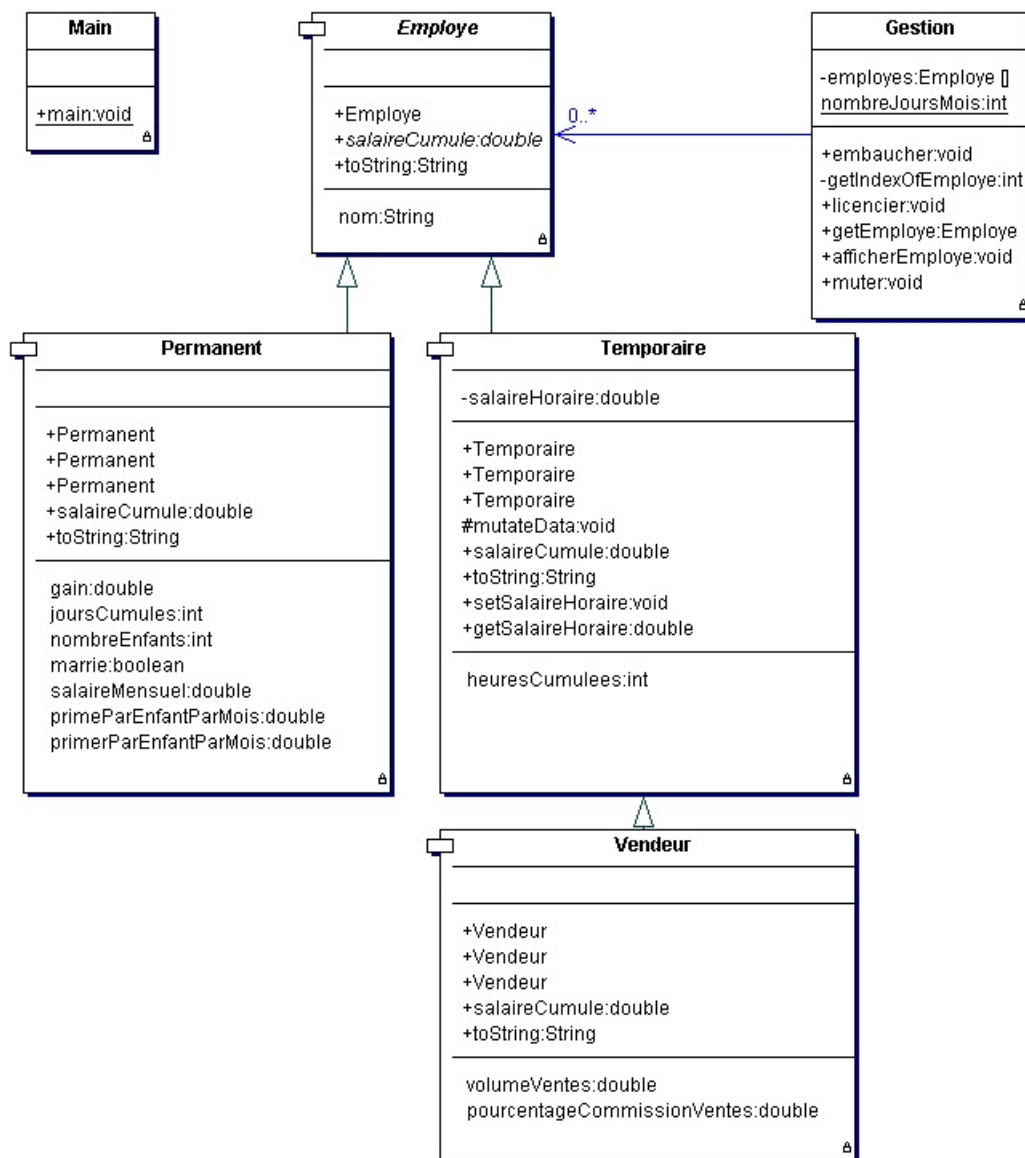 Main
+main:void
Employe
+Employe
+salaireCumule:double
+toString:String
nom:String
0..*
Gestion
-employes:Employe []
nombreJoursMois:int
+embaucher:void
-getIndexOfEmploye:int
+licencier:void
+getEmploye:Employe
+afficherEmploye:void
+muter:void
Permanent
+Permanent
+Permanent
+Permanent
+salaireCumule:double
+toString:String
gain:double
joursCumules:int
nombreEnfants:int
marrie:boolean
salaireMensuel:double
primeParEnfantParMois:double
primerParEnfantParMois:double
Temporaire
-salaireHoraire:double
+Temporaire
+Temporaire
+Temporaire
#mutateData:void
+salaireCumule:double
+toString:String
+setSalaireHoraire:void
+getSalaireHoraire:double
heuresCumulees:int
Vendeur
+Vendeur
+Vendeur
+Vendeur
+salaireCumule:double
+toString:String
volumeVentes:double
pourcentageCommissionVentes:double